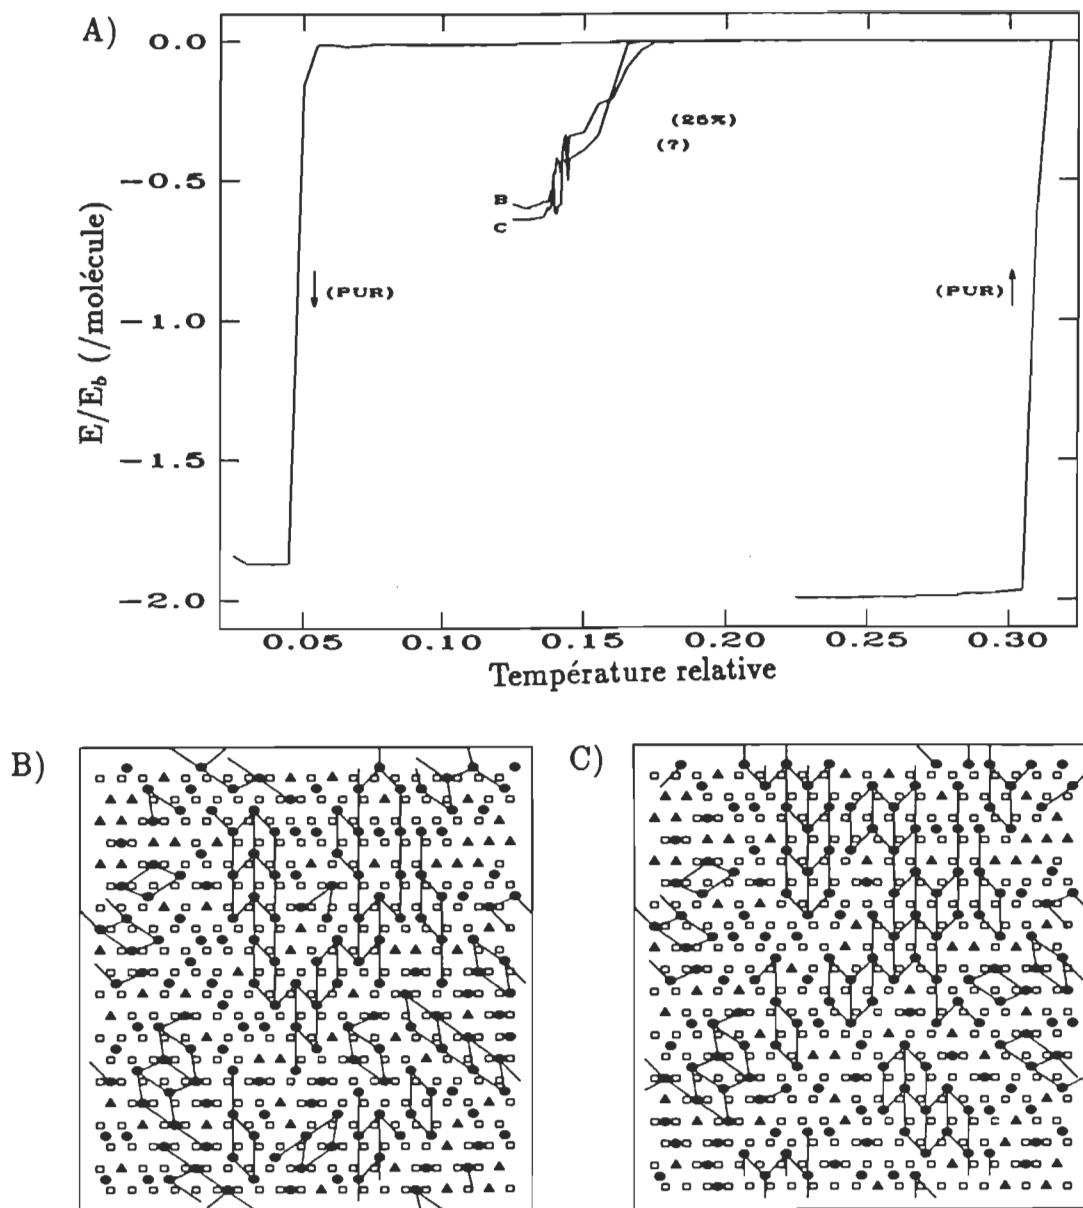 A)
0.0
(26%)
(?)
−0.5
B
C
(PUR)
(PUR)
−1.0
−1.5
−2.0
E/E_b (/molécule)
0.05 0.10 0.15 0.20 0.25 0.30
Température relative
B)
C)